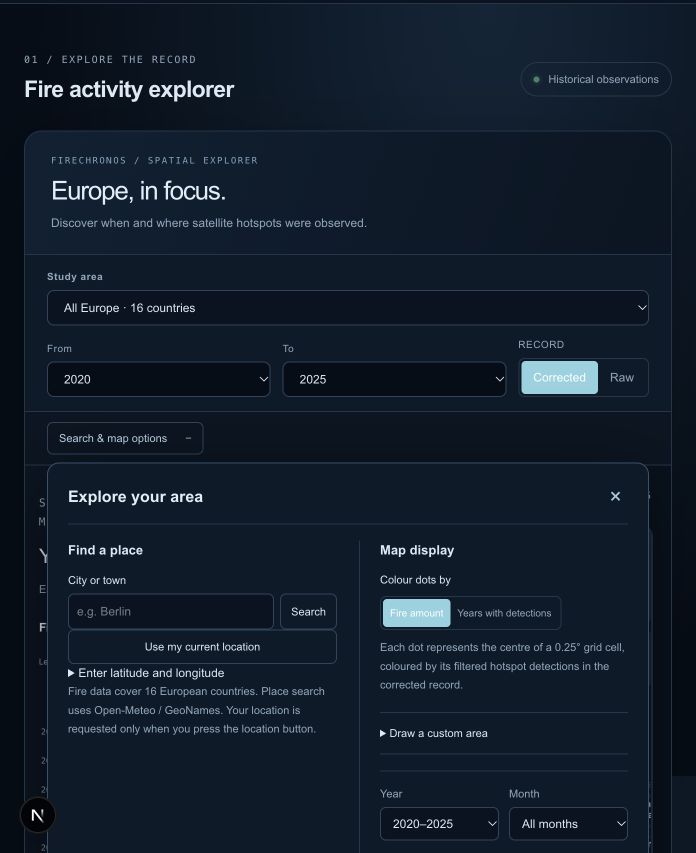 01 / EXPLORE THE RECORD
Fire activity explorer
Historical observations
FIRECHRONOS / SPATIAL EXPLORER
Europe, in focus.
Discover when and where satellite hotspots were observed.
Study area
All Europe · 16 countries
From
To
RECORD
2020
2025
Corrected
Raw
Search & map options –
Explore your area
×
Find a place
City or town
e.g. Berlin
Search
Use my current location
Enter latitude and longitude
Fire data cover 16 European countries. Place search
uses Open-Meteo / GeoNames. Your location is
requested only when you press the location button.
Map display
Colour dots by
Fire amount
Years with detections
Each dot represents the centre of a 0.25° grid cell,
coloured by its filtered hotspot detections in the
corrected record.
Draw a custom area
Year
Month
2020–2025
All months
N